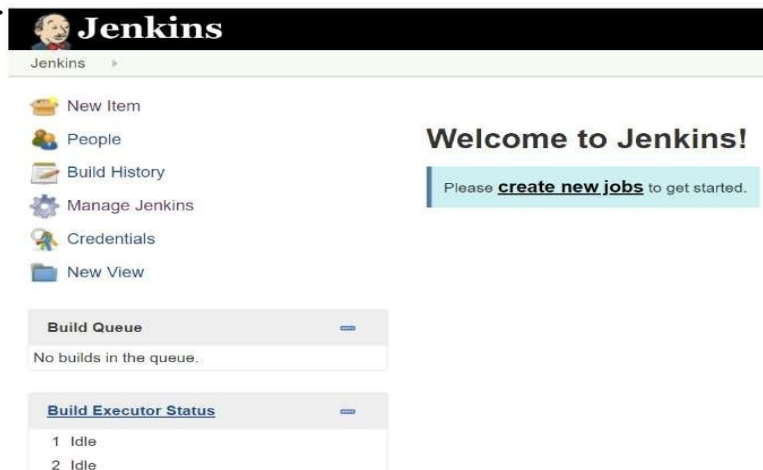 Jenkins
Jenkins
New Item
People
Build History
Manage Jenkins
Credentials
New View
Build Queue
No builds in the queue.
Build Executor Status
1 Idle
2 Idle
Welcome to Jenkins!
Please create new jobs to get started.